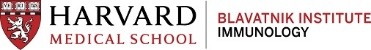 HARVARD
MEDICAL SCHOOL
BLAVATNIK INSTITUTE
IMMUNOLOGY